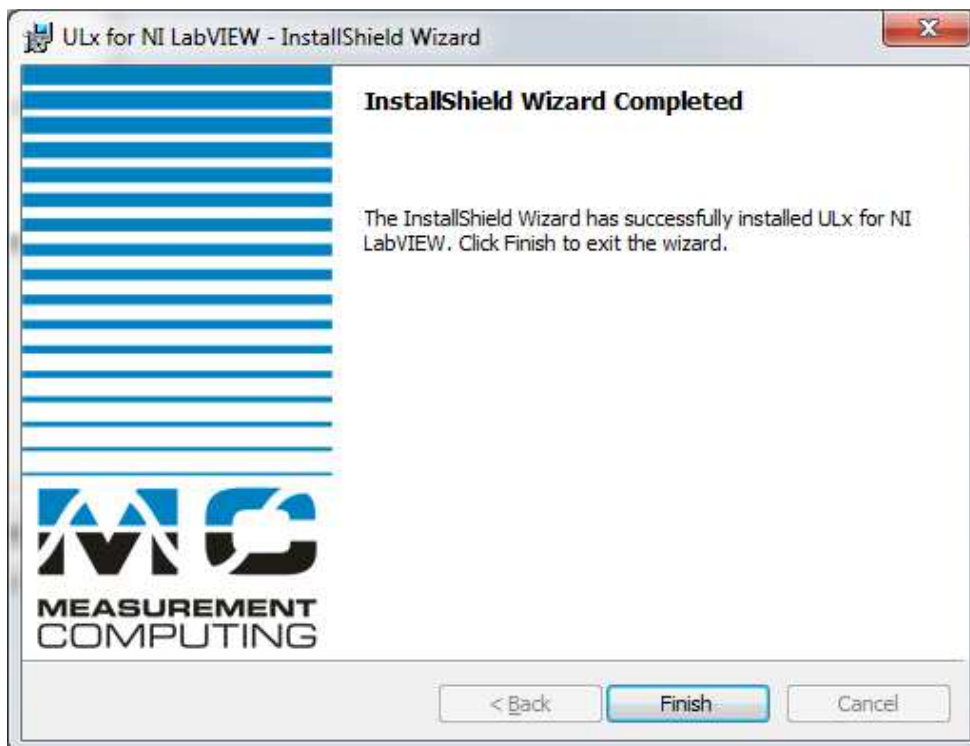 ULx for NI LabVIEW - InstallShield Wizard
InstallShield Wizard Completed
The InstallShield Wizard has successfully installed ULx for NI
LabVIEW. Click Finish to exit the wizard.
MC
MEASUREMENT
COMPUTING
< Back
Finish
Cancel